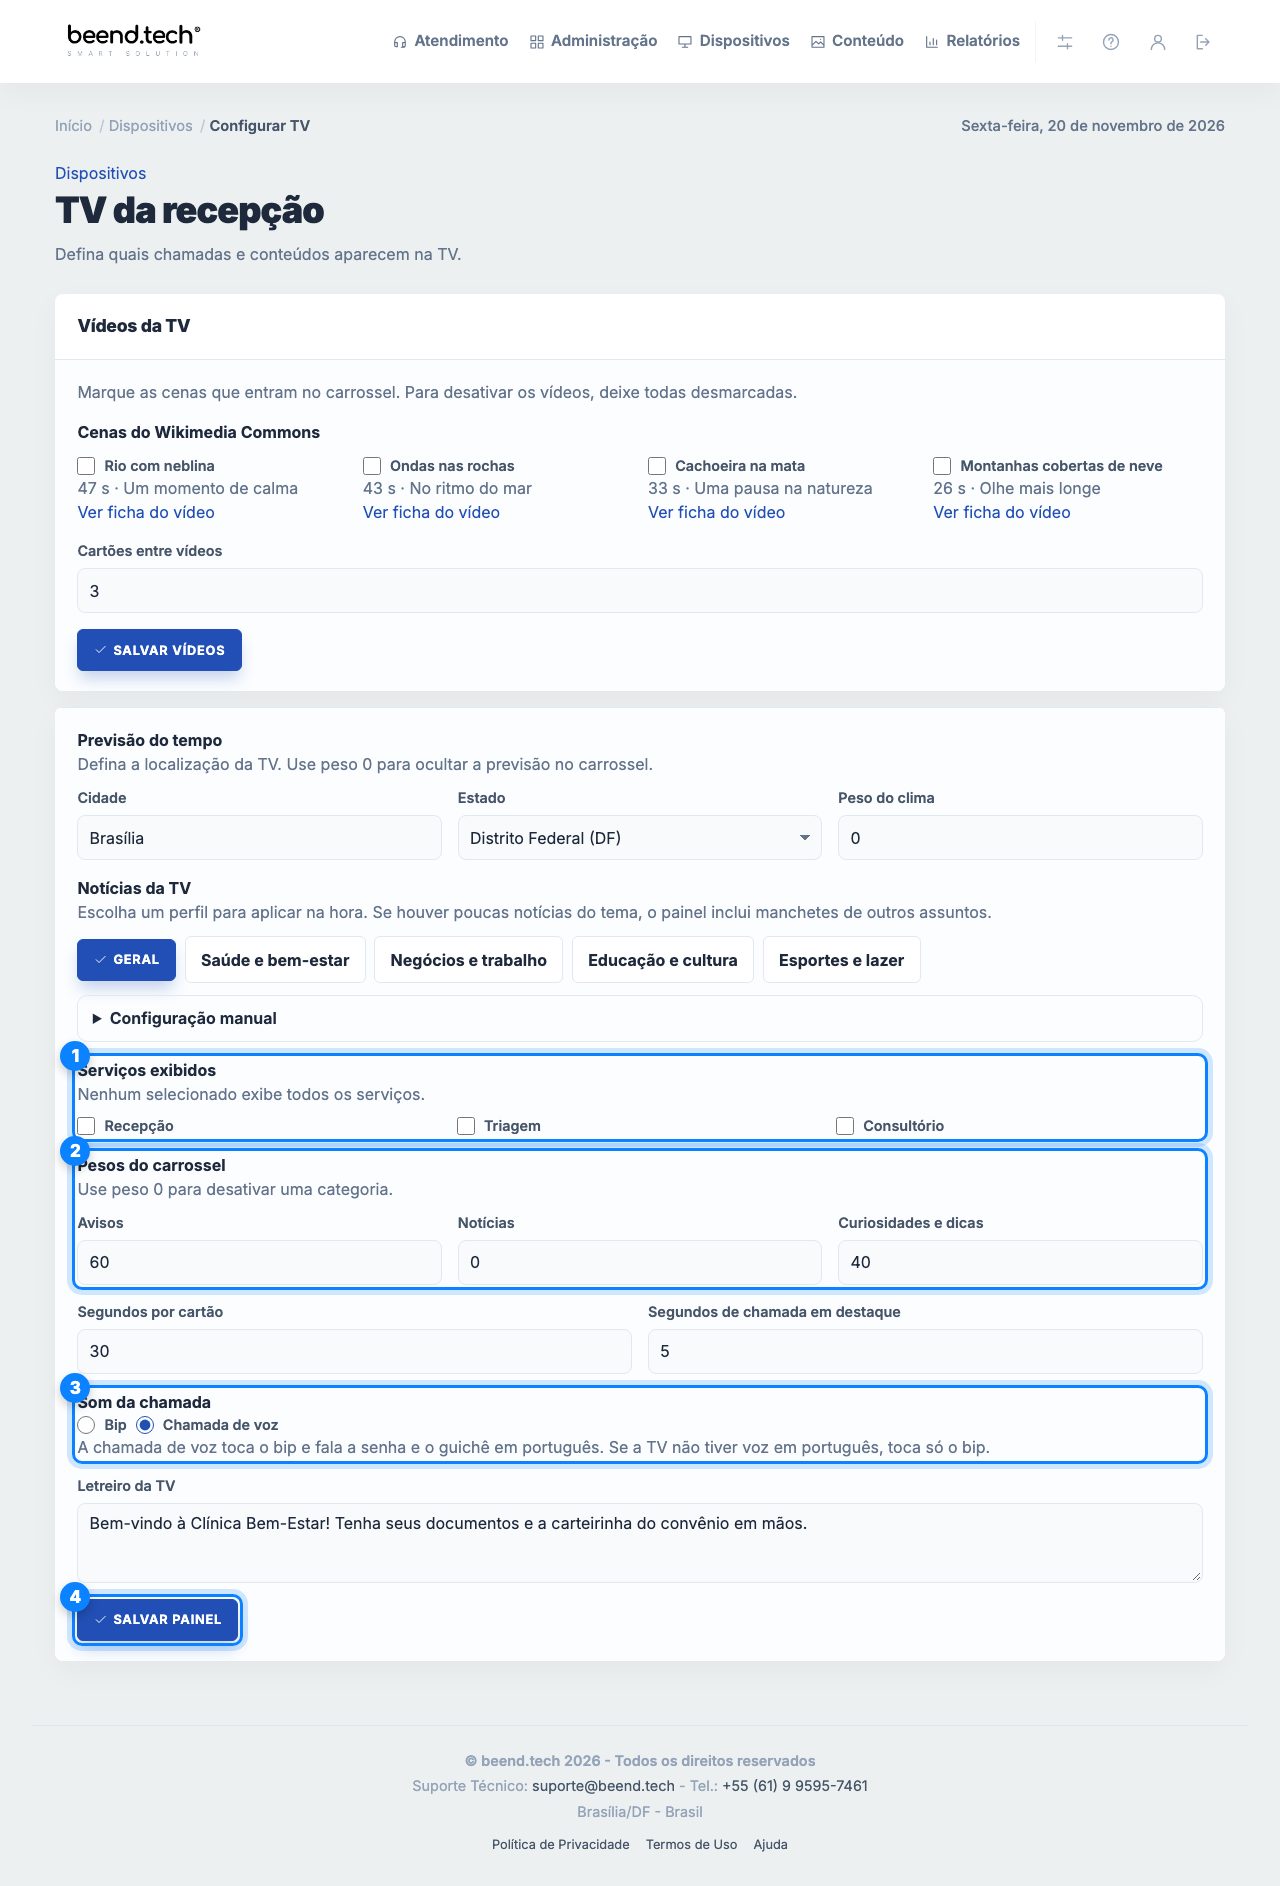 beend.tech®
SMART SOLUTION
Atendimento
Administração
Dispositivos
Conteúdo
Relatórios
Início / Dispositivos / Configurar TV
Sexta-feira, 20 de novembro de 2026
Dispositivos
TV da recepção
Defina quais chamadas e conteúdos aparecem na TV.
Vídeos da TV
Marque as cenas que entram no carrossel. Para desativar os vídeos, deixe todas desmarcadas.
Cenas do Wikimedia Commons
Rio com neblina
47 s · Um momento de calma
Ver ficha do vídeo
Ondas nas rochas
43 s · No ritmo do mar
Ver ficha do vídeo
Cachoeira na mata
33 s · Uma pausa na natureza
Ver ficha do vídeo
Montanhas cobertas de neve
26 s · Olhe mais longe
Ver ficha do vídeo
Cartões entre vídeos
3
SALVAR VÍDEOS
Previsão do tempo
Defina a localização da TV. Use peso 0 para ocultar a previsão no carrossel.
Cidade
Brasília
Estado
Distrito Federal (DF)
Peso do clima
0
Notícias da TV
Escolha um perfil para aplicar na hora. Se houver poucas notícias do tema, o painel inclui manchetes de outros assuntos.
GERAL
Saúde e bem-estar
Negócios e trabalho
Educação e cultura
Esportes e lazer
Configuração manual
1
Serviços exibidos
Nenhum selecionado exibe todos os serviços.
Recepção
Triagem
Consultório
2
Pesos do carrossel
Use peso 0 para desativar uma categoria.
Avisos
60
Notícias
0
Curiosidades e dicas
40
Segundos por cartão
30
Segundos de chamada em destaque
5
3
Som da chamada
Bip
Chamada de voz
A chamada de voz toca o bip e fala a senha e o guichê em português. Se a TV não tiver voz em português, toca só o bip.
Letreiro da TV
Bem-vindo à Clínica Bem-Estar! Tenha seus documentos e a carteirinha do convênio em mãos.
4
SALVAR PAINEL
© beend.tech 2026 - Todos os direitos reservados
Suporte Técnico: suporte@beend.tech - Tel.: +55 (61) 9 9595-7461
Brasília/DF - Brasil
Política de Privacidade
Termos de Uso
Ajuda